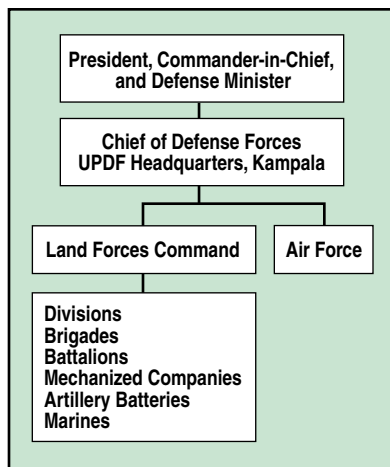 President, Commander-in-Chief,
and Defense Minister
Chief of Defense Forces
UPDF Headquarters, Kampala
Land Forces Command
Air Force
Divisions
Brigades
Battalions
Mechanized Companies
Artillery Batteries
Marines